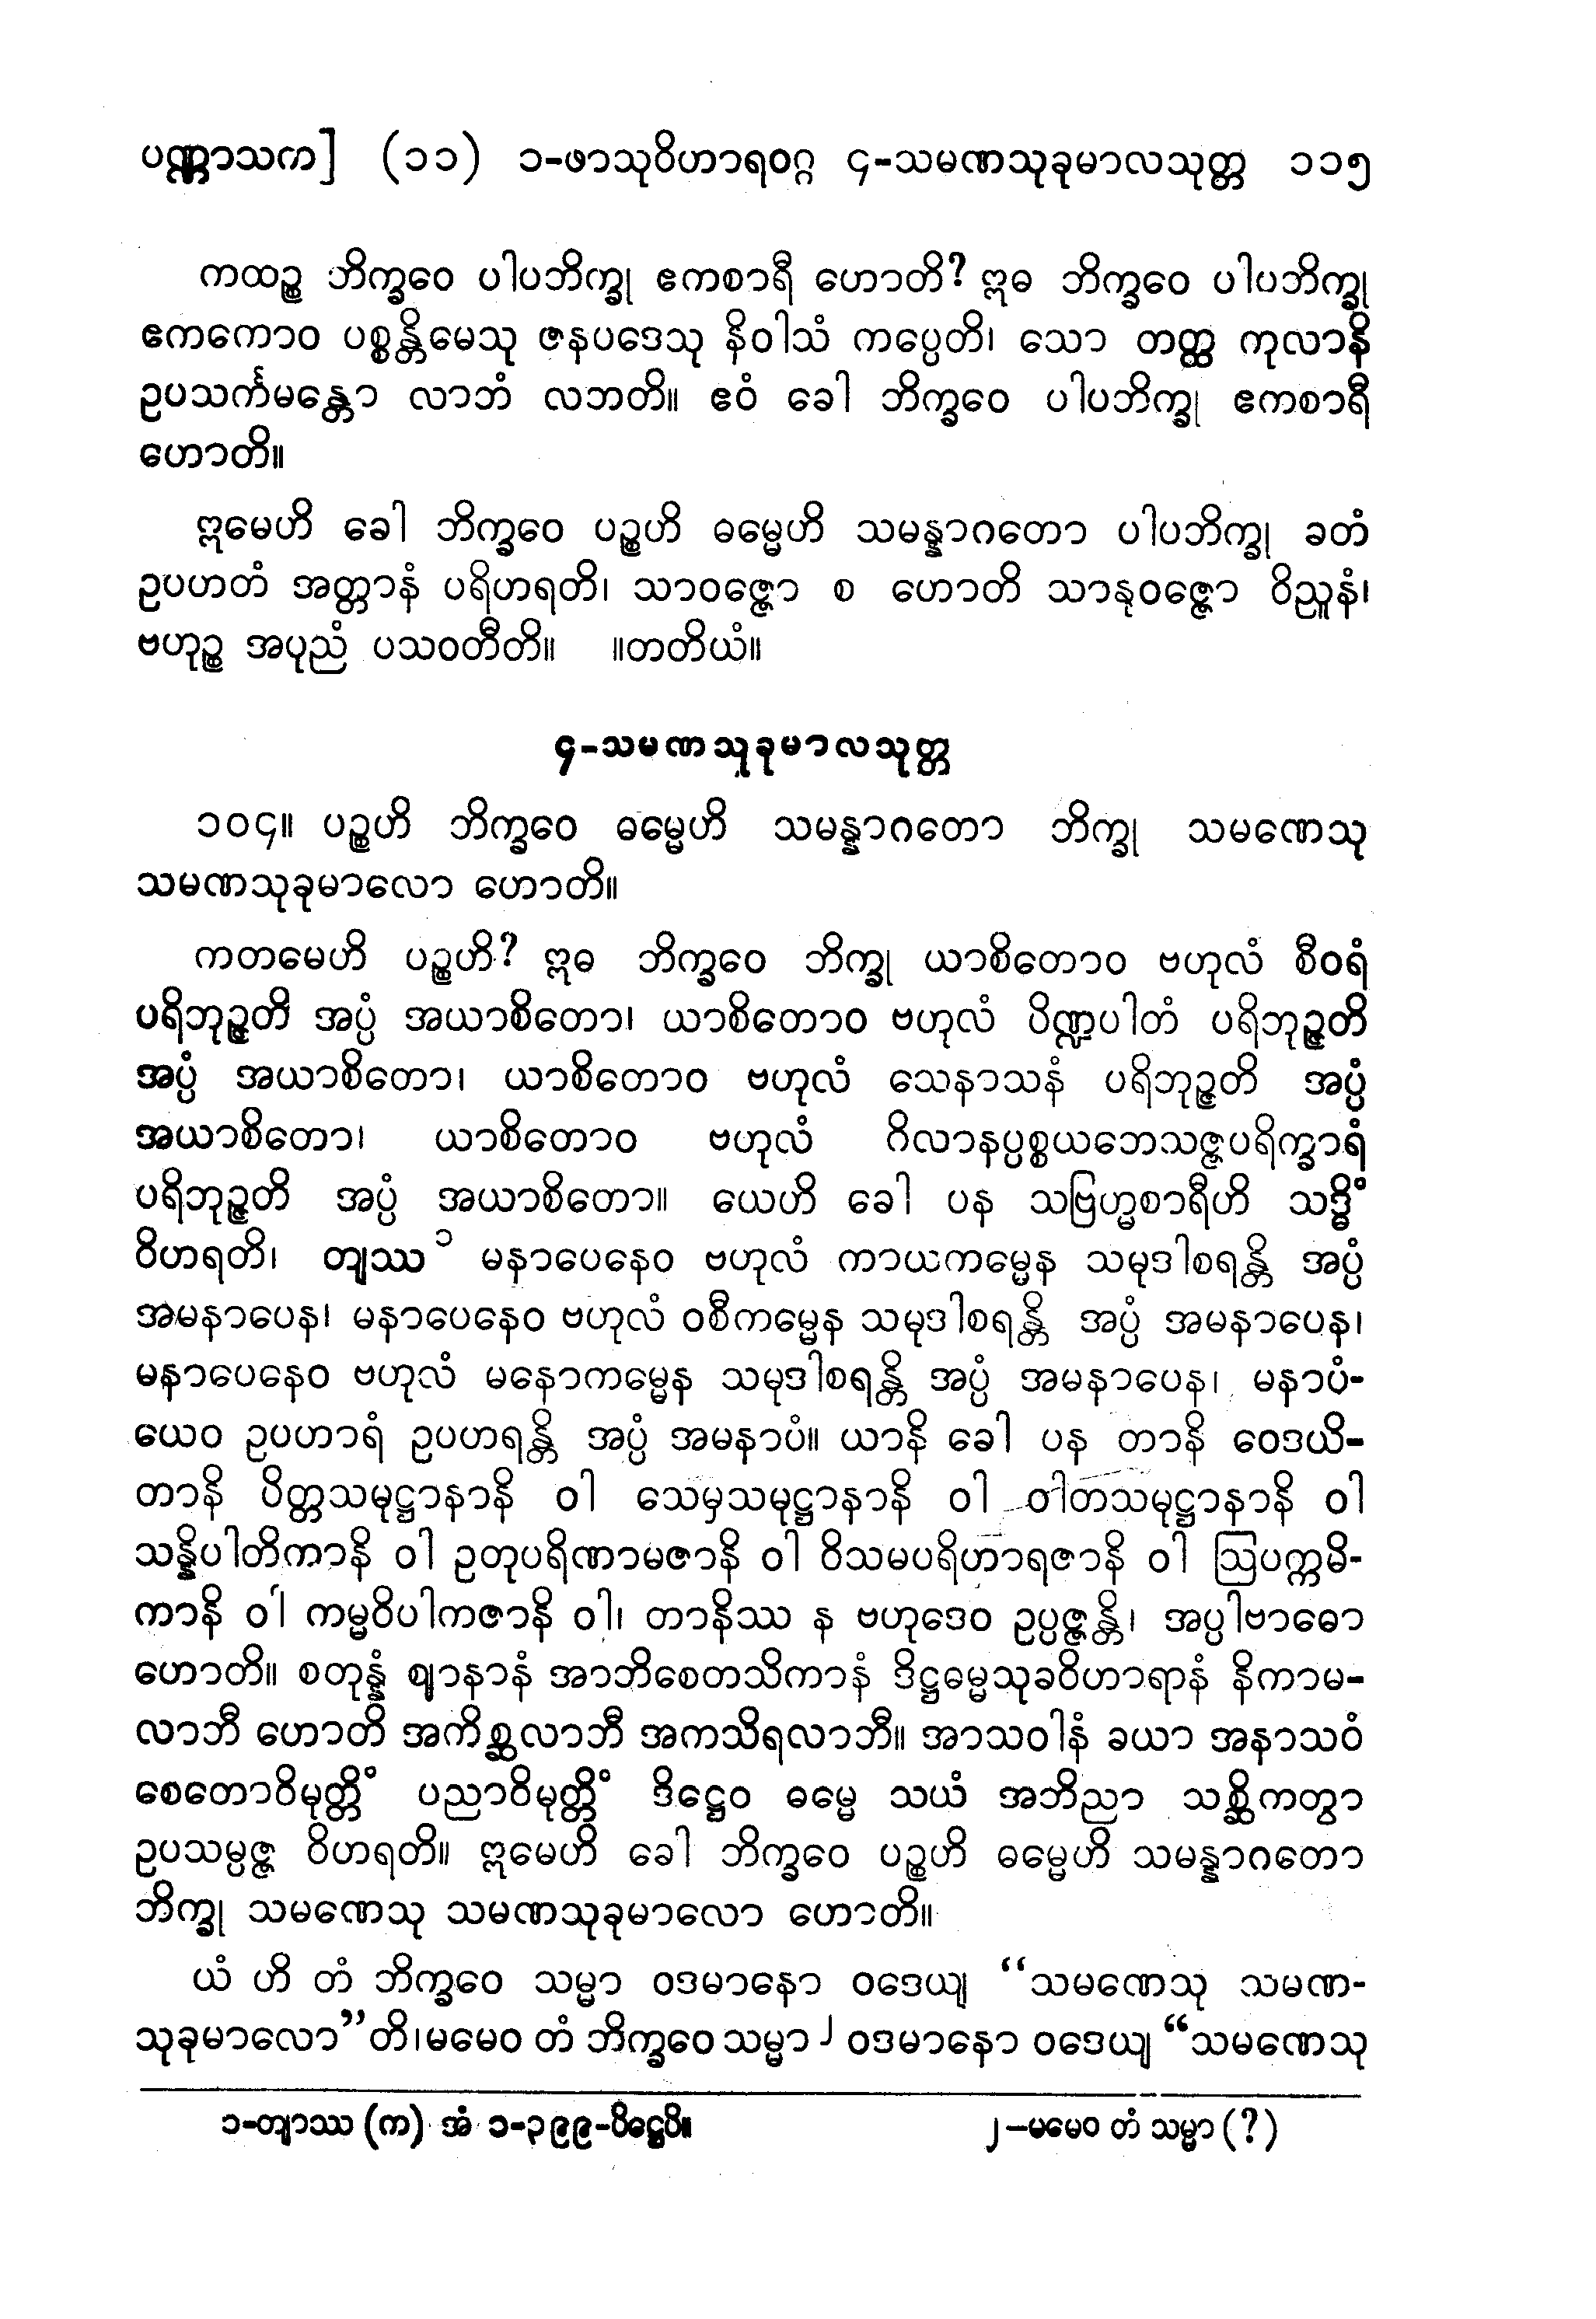 ပဏ္ဏာသက] (၁၁) ၁-ဖာသုဝိဟာရဝဂ္ဂ ၄-သမဏသုခုမာလသုတ္တ ၁၁၅
ကထဉ္စ ဘိက္ခဝေ ပါပဘိက္ခု ဧကစာရီ ဟောတိ? ဣဓ ဘိက္ခဝေ ပါပဘိက္ခု
ဧကကောဝ ပစ္စန္တိမေသု ဇနပဒေသု နိဝါသံ ကပ္ပေတိ၊ သော တတ္ထ ကုလာနိ
ဥပသင်္ကမန္တော လာဘံ လဘတိ။ ဧဝံ ခေါ ဘိက္ခဝေ ပါပဘိက္ခု ဧကစာရီ
ဟောတိ။
ဣမေဟိ ခေါ ဘိက္ခဝေ ပဉ္စဟိ ဓမ္မေဟိ သမန္နာဂတော ပါပဘိက္ခု ခတံ
ဥပဟတံ အတ္တာနံ ပရိဟရတိ၊ သာဝဇ္ဇော စ ဟောတိ သာနုဝဇ္ဇော ဝိညူနံ၊
ဗဟုဉ္စ အပုညံ ပသဝတီတိ။ ။တတိယံ။
၄-သမဏသုခုမာလသုတ္တ
၁၀၄။ ပဉ္စဟိ ဘိက္ခဝေ ဓမ္မေဟိ သမန္နာဂတော ဘိက္ခု သမဏေသု
သမဏသုခုမာလော ဟောတိ။
ကတမေဟိ ပဉ္စဟိ? ဣဓ ဘိက္ခဝေ ဘိက္ခု ယာစိတောဝ ဗဟုလံ စီဝရံ
ပရိဘုဉ္ဇတိ အပ္ပံ အယာစိတော၊ ယာစိတောဝ ဗဟုလံ ပိဏ္ဍပါတံ ပရိဘုဉ္ဇတိ
အပ္ပံ အယာစိတော၊ ယာစိတောဝ ဗဟုလံ သေနာသနံ ပရိဘုဉ္ဇတိ အပ္ပံ
အယာစိတော၊ ယာစိတောဝ ဗဟုလံ ဂိလာနပ္ပစ္စယဘေသဇ္ဇပရိက္ခာရံ
ပရိဘုဉ္ဇတိ အပ္ပံ အယာစိတော။ ယေဟိ ခေါ ပန သဗြဟ္မစာရီဟိ သဒ္ဓိံ
ဝိဟရတိ၊ တျဿ ၁ မနာပေနေဝ ဗဟုလံ ကာယကမ္မေန သမုဒါစရန္တိ အပ္ပံ
အမနာပေန၊ မနာပေနေဝ ဗဟုလံ ဝစီကမ္မေန သမုဒါစရန္တိ အပ္ပံ အမနာပေန၊
မနာပေနေဝ ဗဟုလံ မနောကမ္မေန သမုဒါစရန္တိ အပ္ပံ အမနာပေန၊ မနာပံ-
ယေဝ ဥပဟာရံ ဥပဟရန္တိ အပ္ပံ အမနာပံ။ ယာနိ ခေါ ပန တာနိ ဝေဒယိ-
တာနိ ပိတ္တသမုဋ္ဌာနာနိ ဝါ သေမှသမုဋ္ဌာနာနိ ဝါ ဝါတသမုဋ္ဌာနာနိ ဝါ
သန္နိပါတိကာနိ ဝါ ဥတုပရိဏာမဇာနိ ဝါ ဝိသမပရိဟာရဇာနိ ဝါ ဩပက္ကမိ-
ကာနိ ဝါ ကမ္မဝိပါကဇာနိ ဝါ၊ တာနိဿ န ဗဟုဒေဝ ဥပ္ပဇ္ဇန္တိ၊ အပ္ပါဗာဓော
ဟောတိ။ စတုန္နံ ဈာနာနံ အာဘိစေတသိကာနံ ဒိဋ္ဌဓမ္မသုခဝိဟာရာနံ နိကာမ-
လာဘီ ဟောတိ အကိစ္ဆလာဘီ အကသိရလာဘီ။ အာသဝါနံ ခယာ အနာသဝံ
စေတောဝိမုတ္တိံ ပညာဝိမုတ္တိံ ဒိဋ္ဌေဝ ဓမ္မေ သယံ အဘိညာ သစ္ဆိကတွာ
ဥပသမ္ပဇ္ဇ ဝိဟရတိ။ ဣမေဟိ ခေါ ဘိက္ခဝေ ပဉ္စဟိ ဓမ္မေဟိ သမန္နာဂတော
ဘိက္ခု သမဏေသု သမဏသုခုမာလော ဟောတိ။
ယံ ဟိ တံ ဘိက္ခဝေ သမ္မာ ဝဒမာနော ဝဒေယျ “သမဏေသု သမဏ-
သုခုမာလော”တိ၊ မမေဝ တံ ဘိက္ခဝေ သမ္မာ ၂ ဝဒမာနော ဝဒေယျ “သမဏေသု
၁-တျာဿ (က) အံ ၁-၃၉၉-ပိဋ္ဌေပိ။ ၂-မမေဝ တံ သမ္မာ (?)